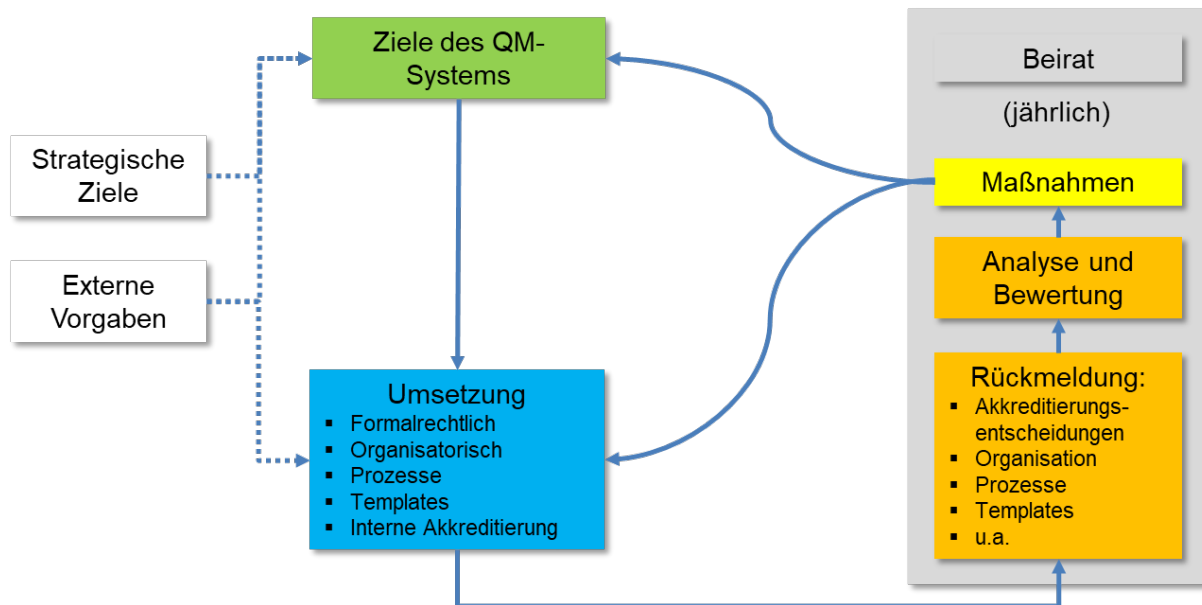 Ziele des QM-
Systems
Strategische
Ziele
Externe
Vorgaben
Umsetzung
▪ Formalrechtlich
▪ Organisatorisch
▪ Prozesse
▪ Templates
▪ Interne Akkreditierung
Beirat
(jährlich)
Maßnahmen
Analyse und
Bewertung
Rückmeldung:
▪ Akkreditierungs-
entscheidungen
▪ Organisation
▪ Prozesse
▪ Templates
▪ u.a.